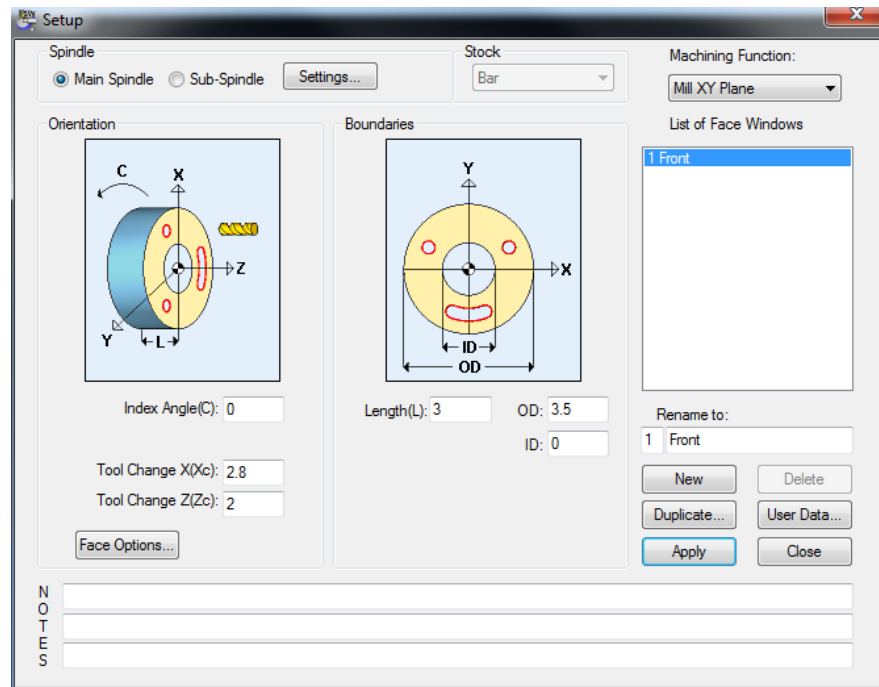 Setup
Spindle
Main Spindle
Sub-Spindle
Settings...
Stock
Bar
Machining Function:
Mill XY Plane
Orientation
C
X
Z
Y
L
Index Angle(C): 0
Tool Change X(Xc): 2.8
Tool Change Z(Zc): 2
Face Options...
Boundaries
Y
X
ID
OD
Length(L): 3
OD: 3.5
ID: 0
List of Face Windows
1 Front
Rename to:
1 Front
New
Delete
Duplicate...
User Data...
Apply
Close
NOTES